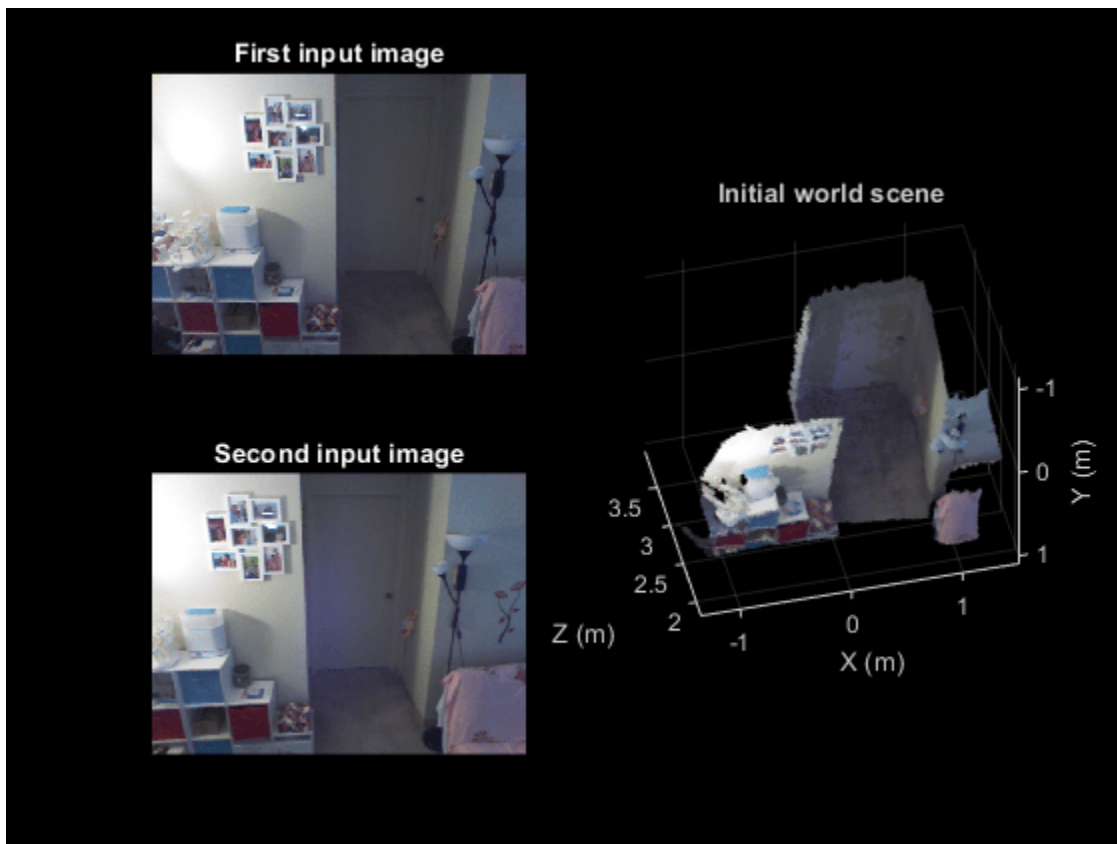 First input image
Second input image
Initial world scene
-1
0
1
Y (m)
3.5
3
2.5
2
Z (m)
-1
0
1
X (m)